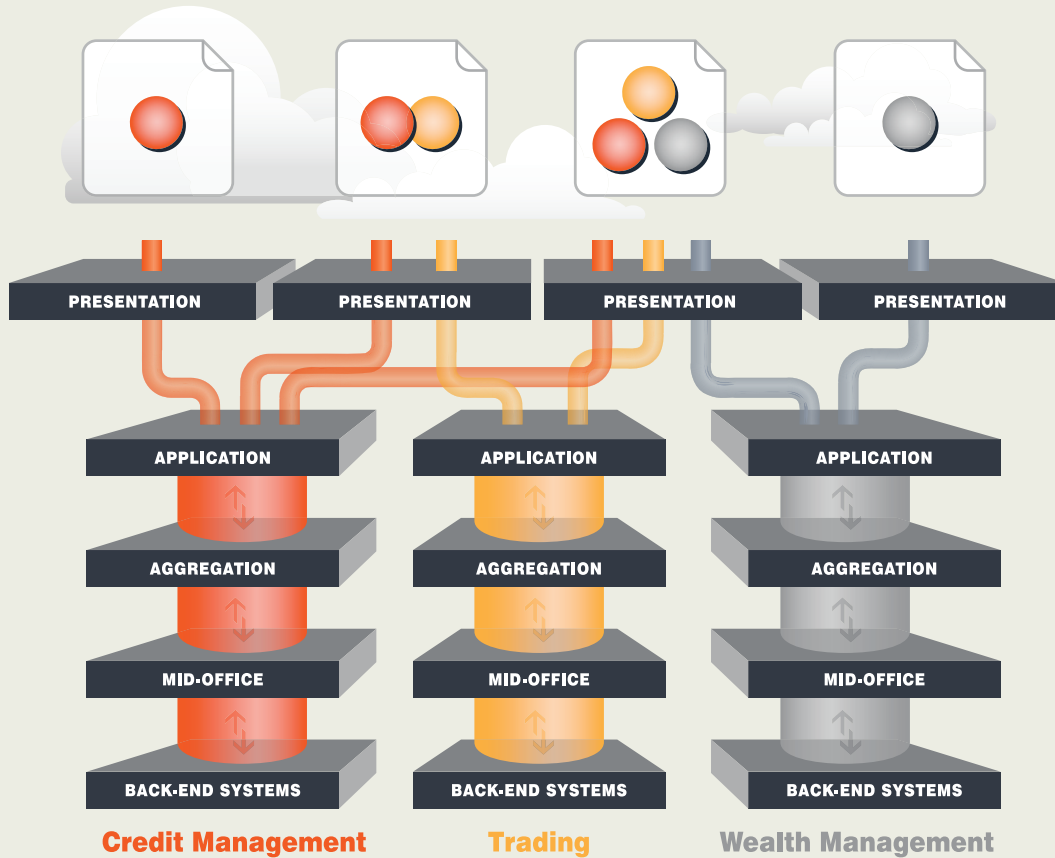 PRESENTATION
PRESENTATION
PRESENTATION
PRESENTATION
APPLICATION
APPLICATION
APPLICATION
AGGREGATION
AGGREGATION
AGGREGATION
MID-OFFICE
MID-OFFICE
MID-OFFICE
BACK-END SYSTEMS
BACK-END SYSTEMS
BACK-END SYSTEMS
Credit Management
Trading
Wealth Management